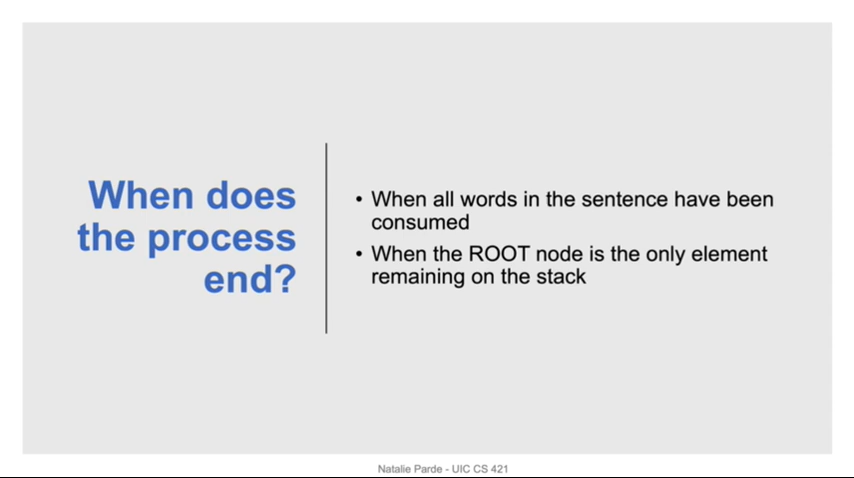 When does
the process
end?
• When all words in the sentence have been
consumed
• When the ROOT node is the only element
remaining on the stack
Natalie Parde - UIC CS 421